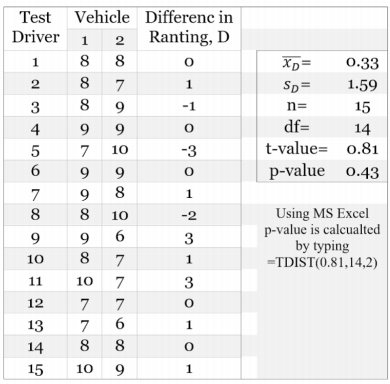 Test Vehicle Differenc in
Driver 1 2 Ranting, D
1 8 8 0
2 8 7 1
3 8 9 -1
4 9 9 0
5 7 10 -3
6 9 9 0
7 9 8 1
8 8 10 -2
9 9 6 3
10 8 7 1
11 10 7 3
12 7 7 0
13 7 6 1
14 8 8 0
15 10 9 1
x̄D= 0.33
sD= 1.59
n= 15
df= 14
t-value= 0.81
p-value 0.43
Using MS Excel
p-value is calcualted
by typing
=TDIST(0.81,14,2)